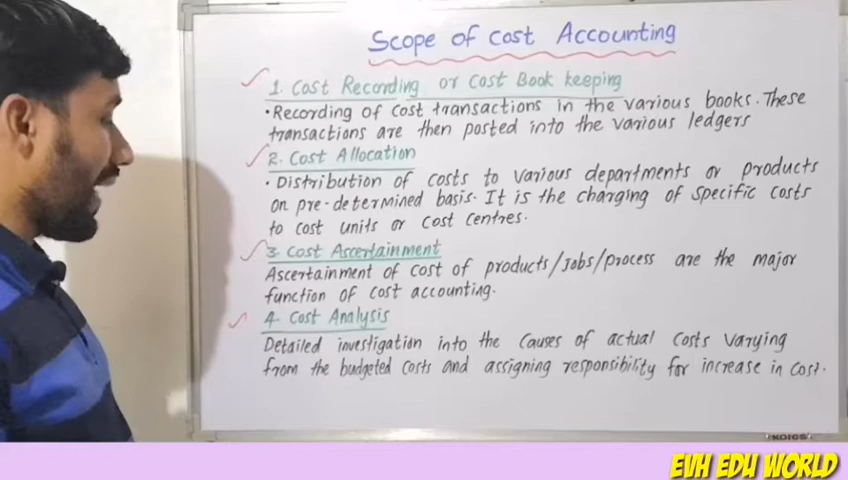 Scope of Cost Accounting
1. Cost Recording or Cost Book keeping
• Recording of cost transactions in the various books. These
transactions are then posted into the various ledgers
2. Cost Allocation
• Distribution of costs to various departments or products
on pre-determined basis. It is the charging of specific costs
to cost units or cost centres.
3. Cost Ascertainment
Ascertainment of cost of products/Jobs/process are the major
function of cost accounting.
4. Cost Analysis
Detailed investigation into the causes of actual costs varying
from the budgeted costs and assigning responsibility for increase in cost.
KOICS
EVH EDU WORLD